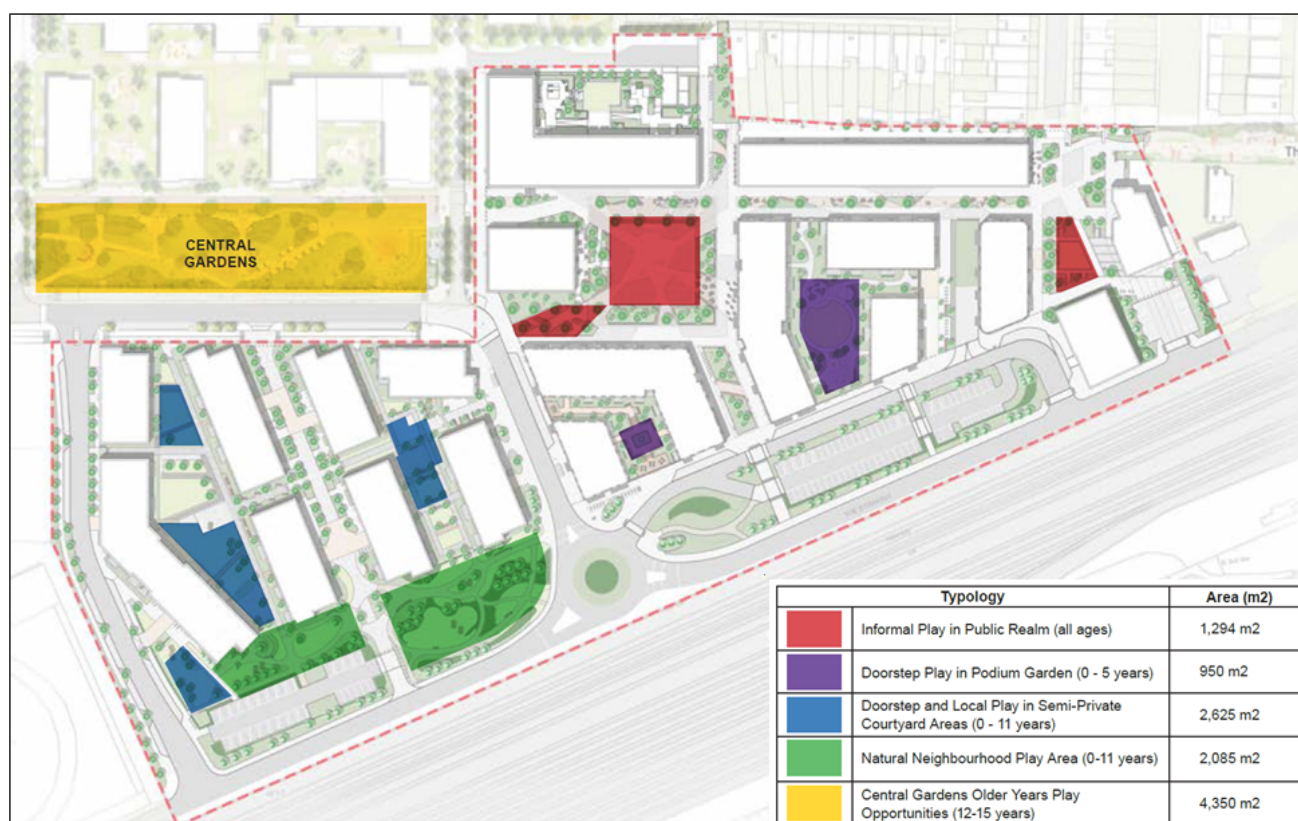 CENTRAL
GARDENS
Th
Typology Area (m2)
Informal Play in Public Realm (all ages) 1,294 m2
Doorstep Play in Podium Garden (0 - 5 years) 950 m2
Doorstep and Local Play in Semi-Private
Courtyard Areas (0 - 11 years) 2,625 m2
Natural Neighbourhood Play Area (0-11 years) 2,085 m2
Central Gardens Older Years Play
Opportunities (12-15 years) 4,350 m2